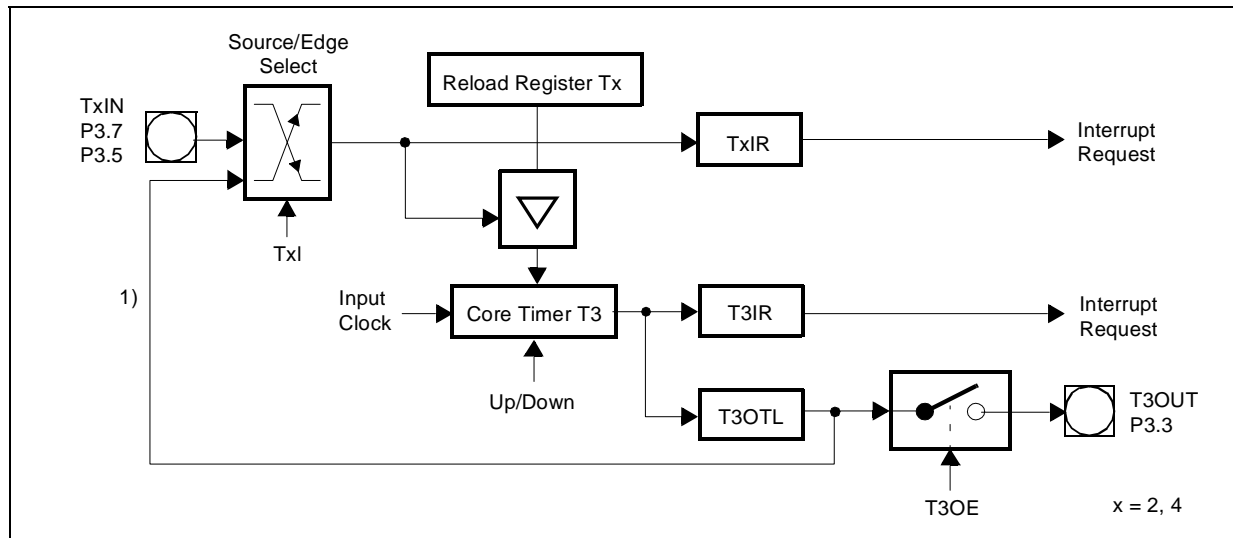 Source/Edge
Select
Reload Register Tx
TxIN
P3.7
P3.5
TxIR
Interrupt
Request
TxI
1)
Input
Clock
Core Timer T3
T3IR
Interrupt
Request
Up/Down
T3OTL
T3OUT
P3.3
T3OE
x = 2, 4